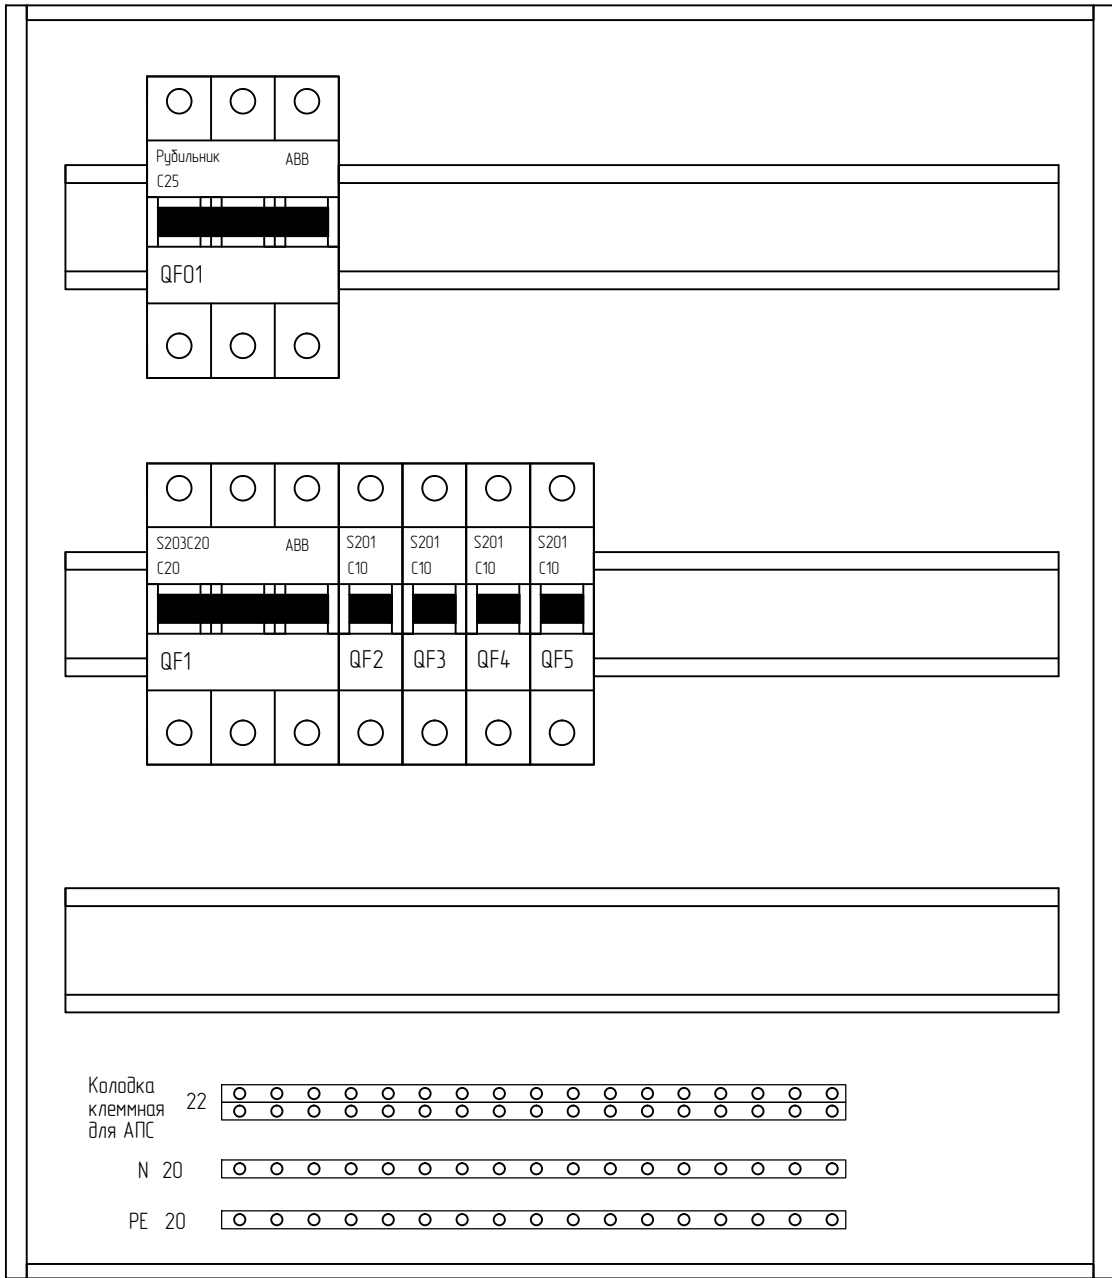 Рубильник ABB
C25
QF01
S203C20 ABB S201 S201 S201 S201
C20 C10 C10 C10 C10
QF1 QF2 QF3 QF4 QF5
Колодка
клеммная 22
для АПС
N 20
PE 20